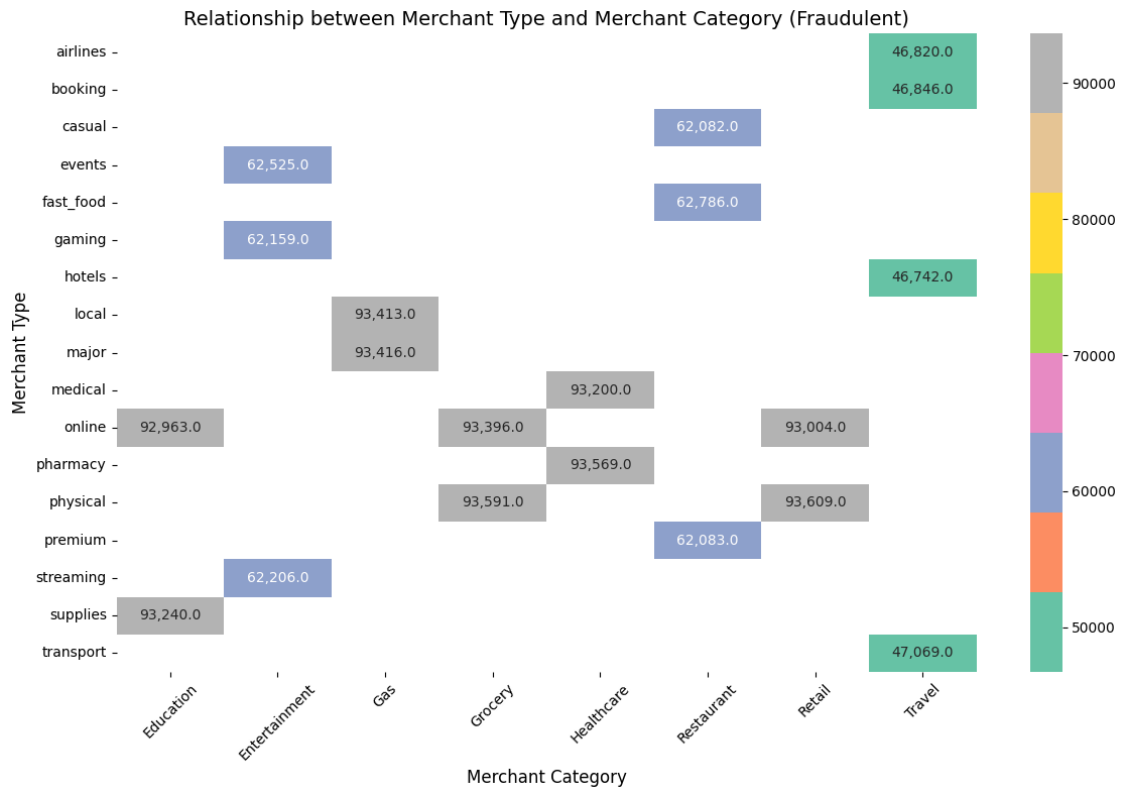 Relationship between Merchant Type and Merchant Category (Fraudulent)
Merchant Type
airlines
46,820.0
booking
46,846.0
casual
62,082.0
events
62,525.0
fast_food
62,786.0
gaming
62,159.0
hotels
46,742.0
local
93,413.0
major
93,416.0
medical
93,200.0
online
92,963.0
93,396.0
93,004.0
pharmacy
93,569.0
physical
93,591.0
93,609.0
premium
62,083.0
streaming
62,206.0
supplies
93,240.0
transport
47,069.0
Education
Entertainment
Gas
Grocery
Healthcare
Restaurant
Retail
Travel
Merchant Category
90000
80000
70000
60000
50000